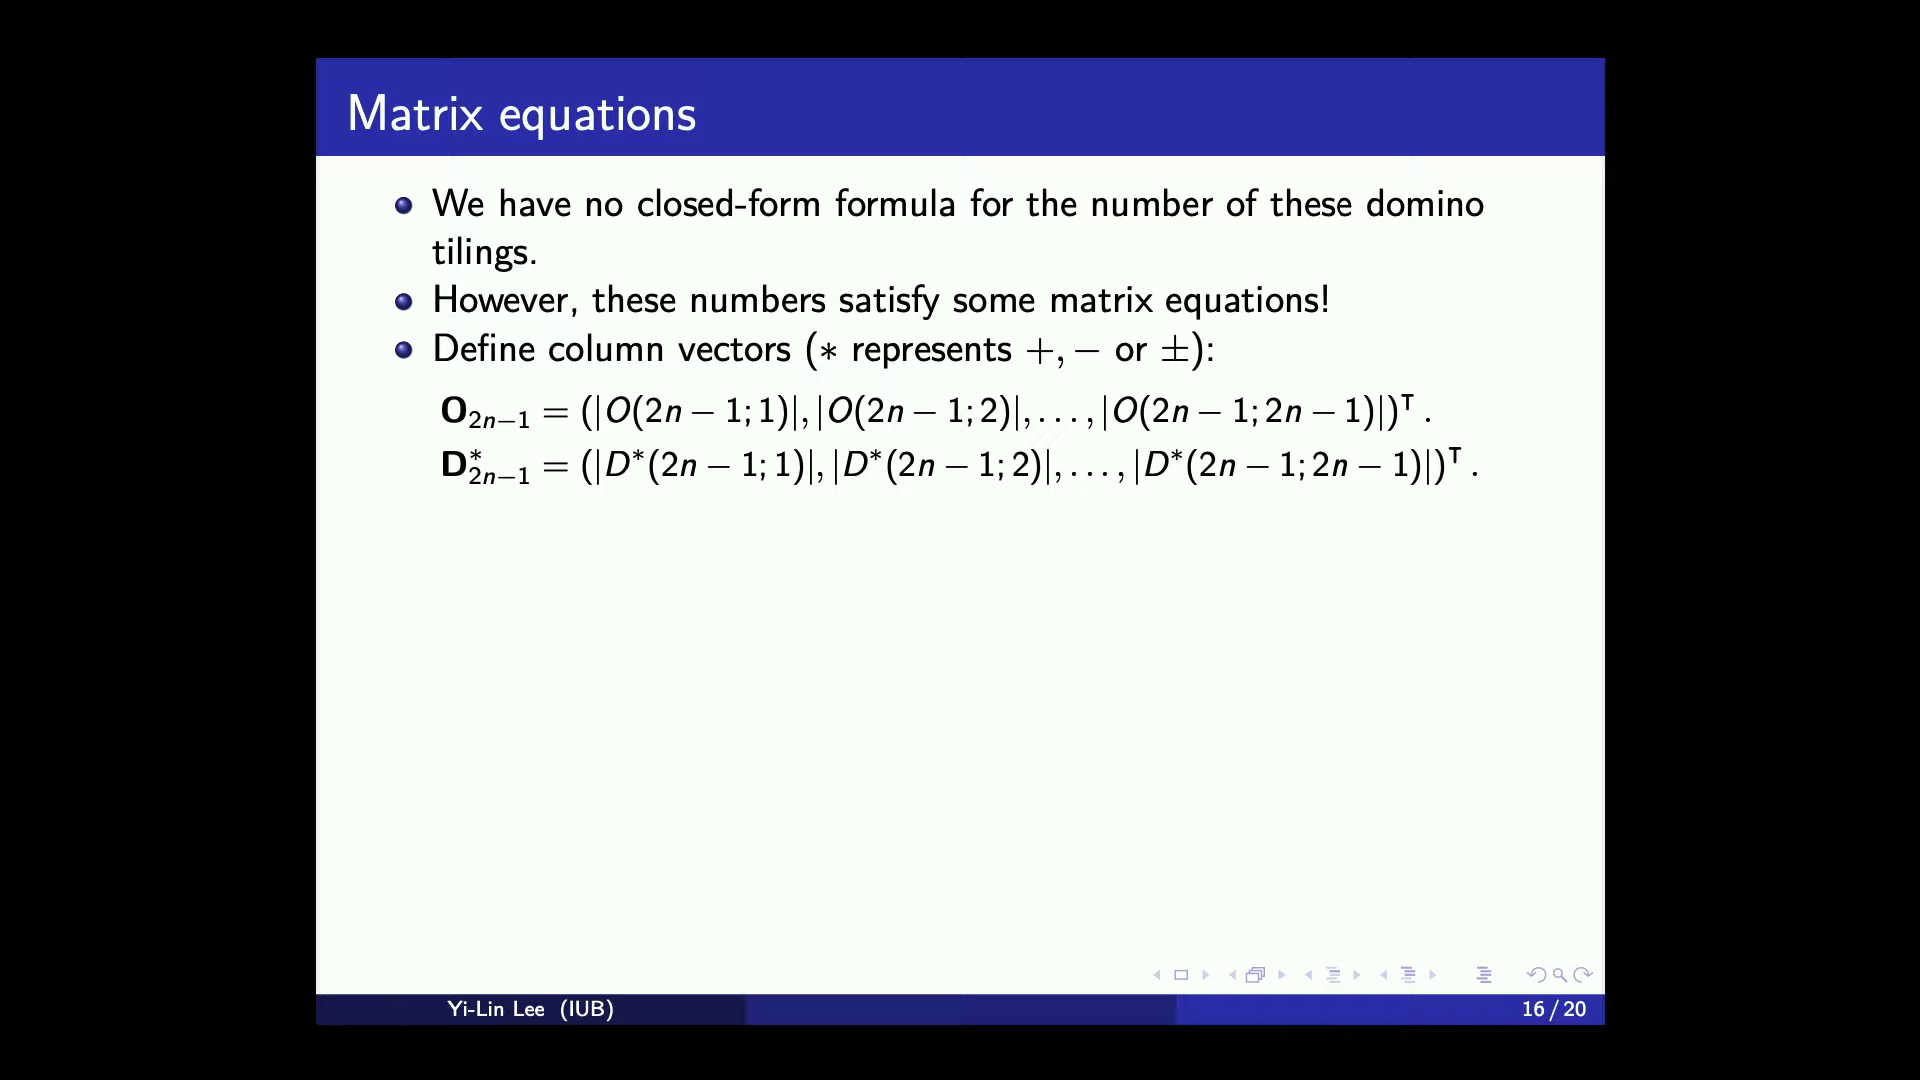 Matrix equations
We have no closed-form formula for the number of these domino
tilings.
However, these numbers satisfy some matrix equations!
Define column vectors (∗ represents +, − or ±):
O₂ₙ₋₁ = (|O(2n − 1; 1)|, |O(2n − 1; 2)|, . . . , |O(2n − 1; 2n − 1)|)ᵀ .
D*₂ₙ₋₁ = (|D*(2n − 1; 1)|, |D*(2n − 1; 2)|, . . . , |D*(2n − 1; 2n − 1)|)ᵀ .
Yi-Lin Lee (IUB)
16 / 20